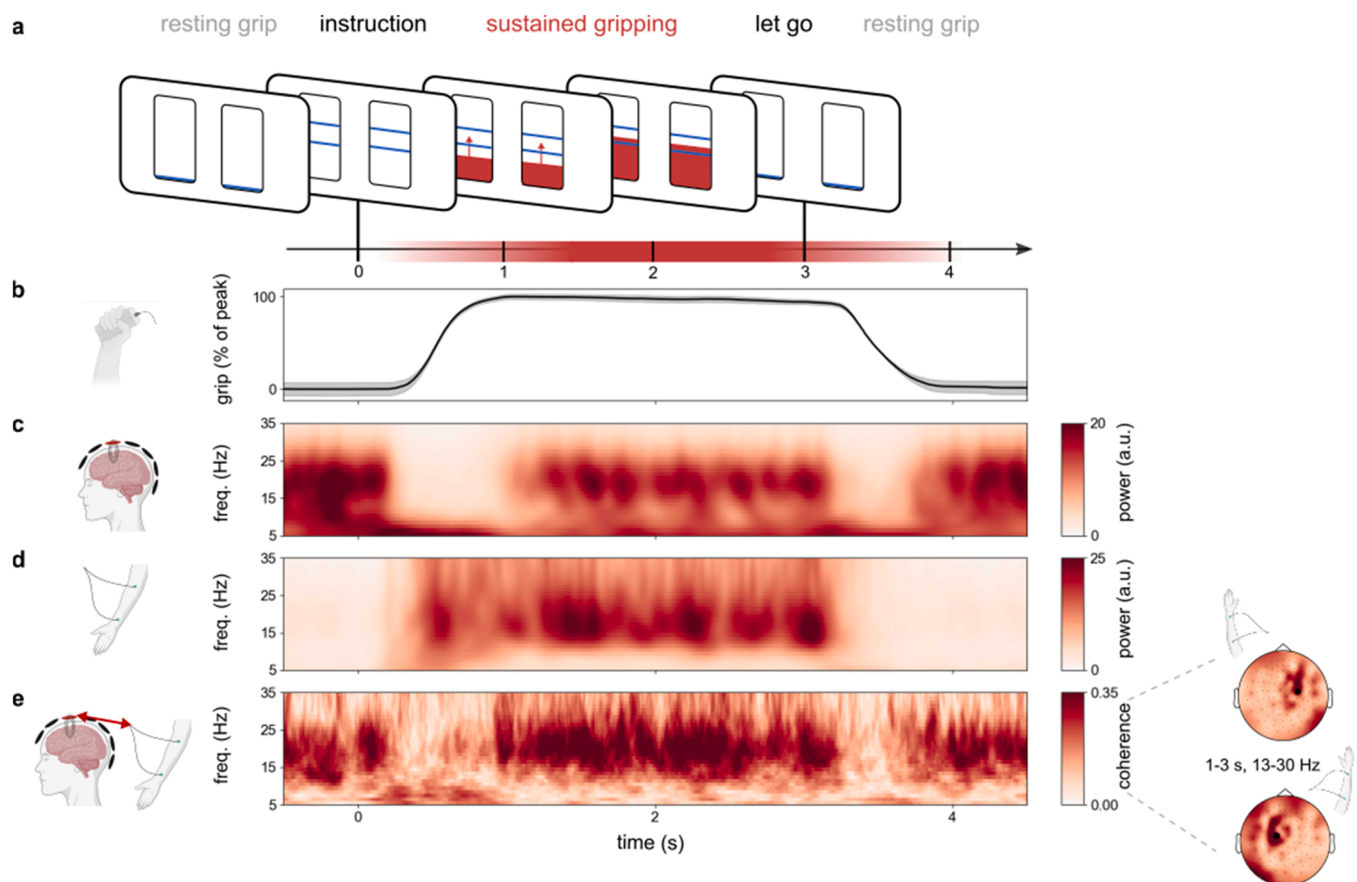 a
resting grip instruction sustained gripping let go resting grip
0 1 2 3 4
b
grip (% of peak)
100
0
c
freq. (Hz)
35
25
15
5
20
0
power (a.u.)
d
freq. (Hz)
35
25
15
5
25
0
power (a.u.)
e
freq. (Hz)
35
25
15
5
0.35
0.00
coherence
1-3 s, 13-30 Hz
0 2 4
time (s)